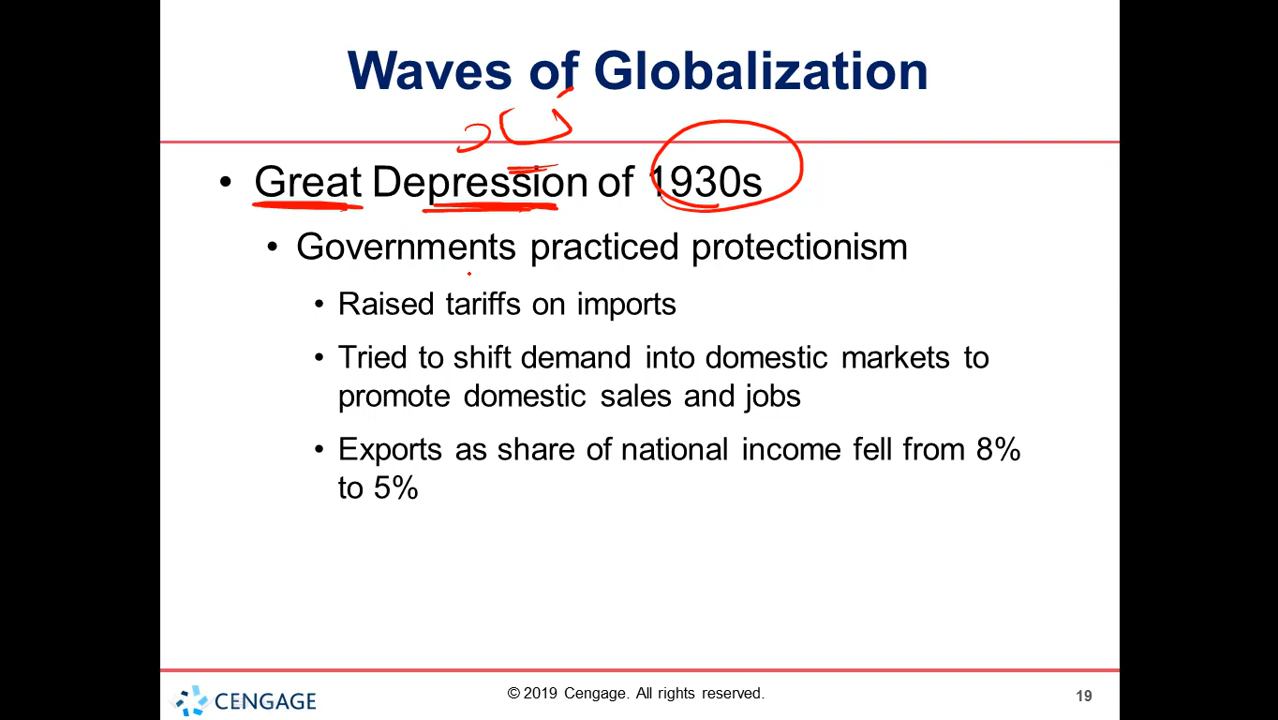 Waves of Globalization
• Great Depression of 1930s
• Governments practiced protectionism
• Raised tariffs on imports
• Tried to shift demand into domestic markets to
promote domestic sales and jobs
• Exports as share of national income fell from 8%
to 5%
CENGAGE
© 2019 Cengage. All rights reserved.
19